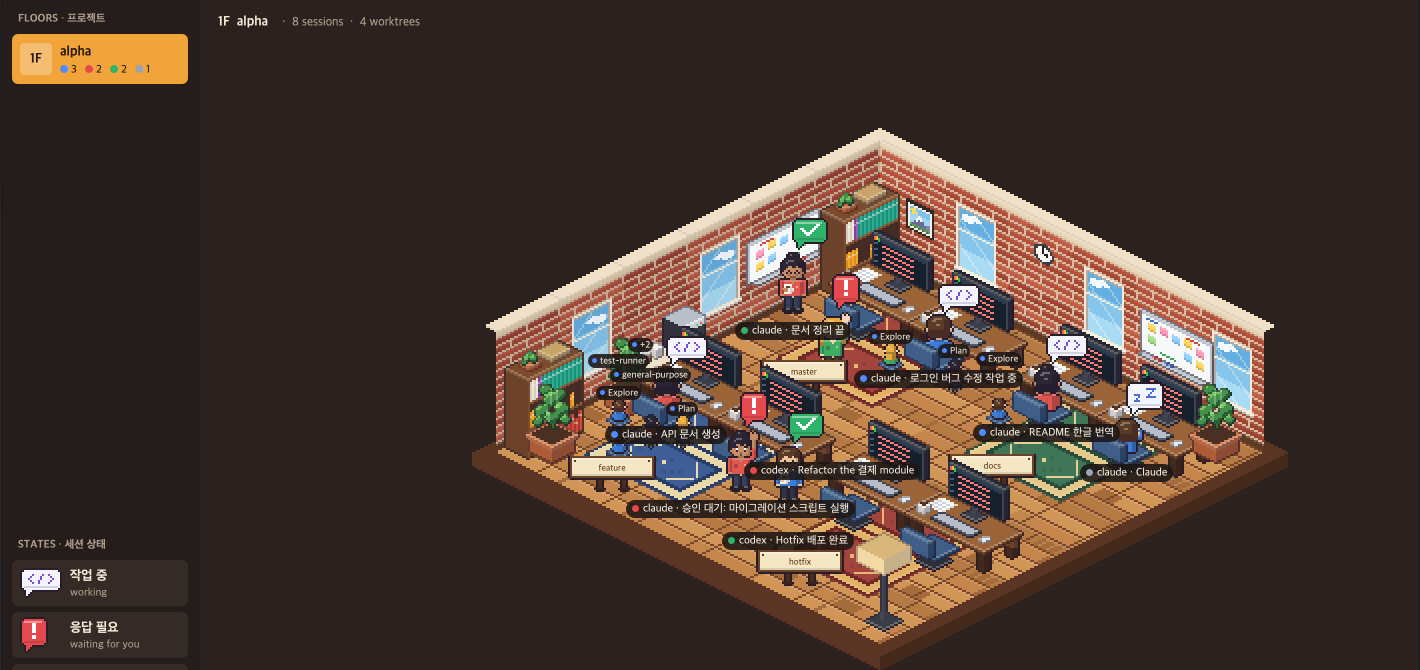 FLOORS · 프로젝트
1F alpha · 8 sessions · 4 worktrees
1F
alpha
3 2 2 1
claude · 문서 정리 끝
Explore
+2
Plan
test-runner
Explore
general-purpose
master
claude · 로그인 버그 수정 작업 중
Explore
Plan
claude · API 문서 생성
claude · README 한글 번역
feature
codex · Refactor the 결제 module
docs
claude · Claude
claude · 승인 대기: 마이그레이션 스크립트 실행
codex · Hotfix 배포 완료
hotfix
STATES · 세션 상태
</> 작업 중
working
! 응답 필요
waiting for you